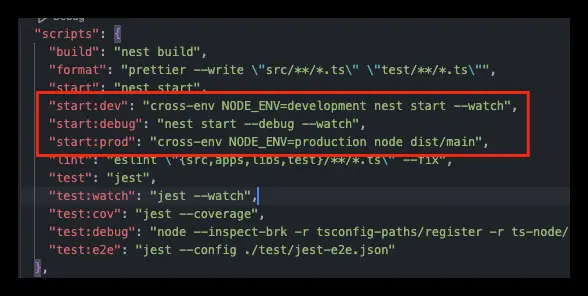 Debug
"scripts": {
"build": "nest build",
"format": "prettier --write \"src/**/*.ts\" \"test/**/*.ts\"",
"start": "nest start",
"start:dev": "cross-env NODE_ENV=development nest start --watch",
"start:debug": "nest start --debug --watch",
"start:prod": "cross-env NODE_ENV=production node dist/main",
"lint": "eslint \"{src,apps,libs,test}/**/*.ts\" --fix",
"test": "jest",
"test:watch": "jest --watch",
"test:cov": "jest --coverage",
"test:debug": "node --inspect-brk -r tsconfig-paths/register -r ts-node/
"test:e2e": "jest --config ./test/jest-e2e.json"
},